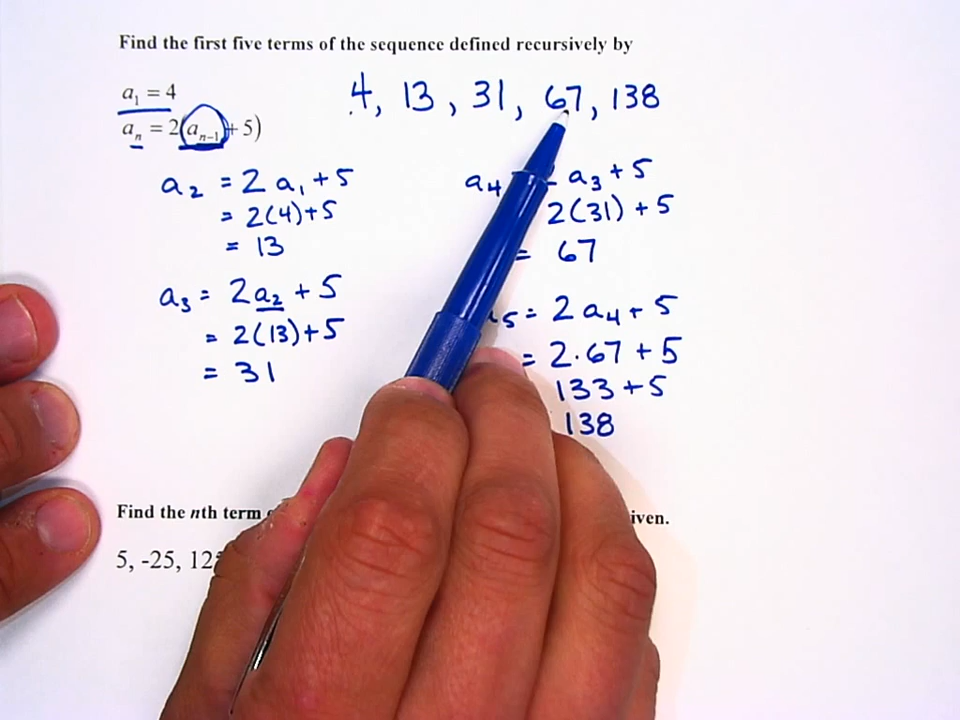 Find the first five terms of the sequence defined recursively by
a₁ = 4
4, 13, 31, 67, 138
aₙ = 2(aₙ₋₁ + 5)
a₂ = 2 a₁ + 5
= 2(4)+5
= 13
a₃ = 2a₂ + 5
= 2(13)+5
= 31
a₄ a₃ + 5
2(31) + 5
= 67
₅ = 2 a₄ + 5
= 2·67 + 5
133 + 5
138
Find the nth term iven.
5, -25, 12